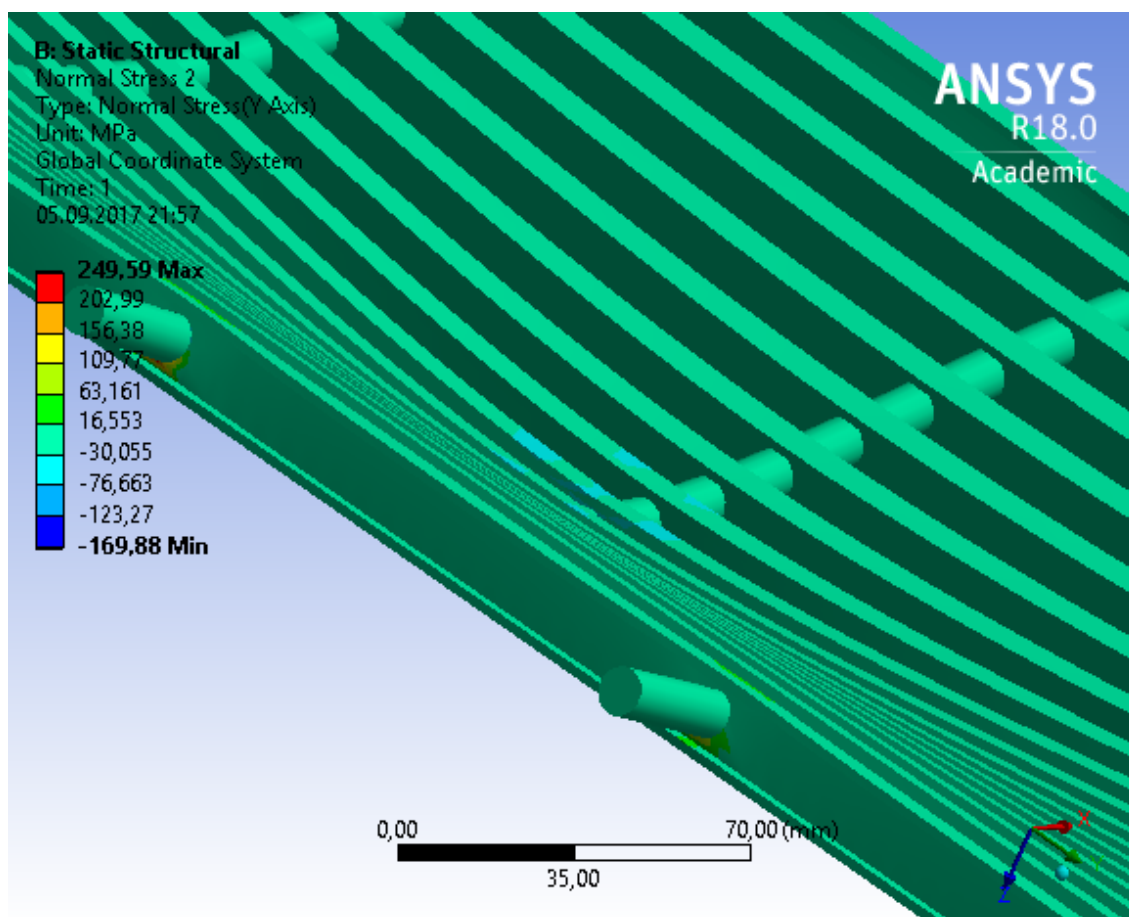 B: Static Structural
Normal Stress 2
Type: Normal Stress(Y Axis)
Unit: MPa
Global Coordinate System
Time: 1
05.09.2017 21:57
ANSYS
R18.0
Academic
249,59 Max
202,99
156,38
109,77
63,161
16,553
-30,055
-76,663
-123,27
-169,88 Min
0,00
70,00 (mm)
35,00
X
Y
Z